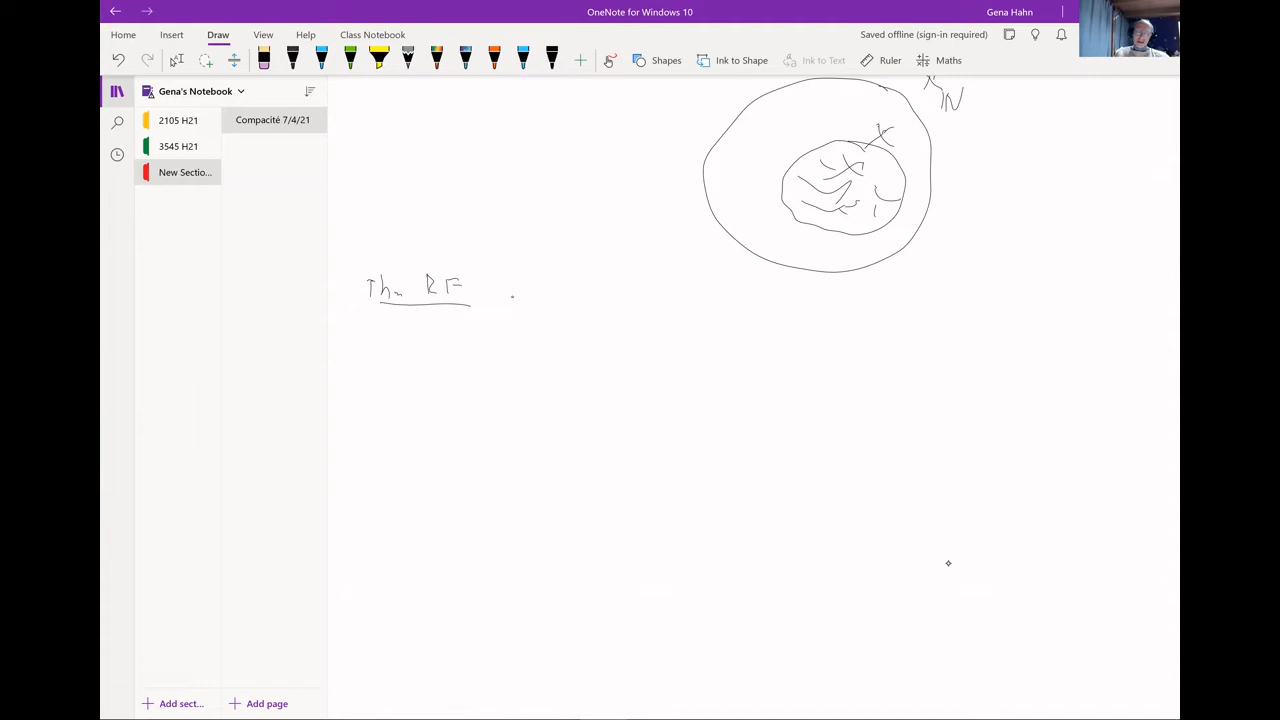 OneNote for Windows 10
Gena Hahn
Home Insert Draw View Help Class Notebook
Saved offline (sign-in required)
Shapes Ink to Shape Ink to Text Ruler Maths
Gena's Notebook
2105 H21
3545 H21
New Sectio...
Compacité 7/4/21
X
IN
X
Thm RF
Add sect...
Add page